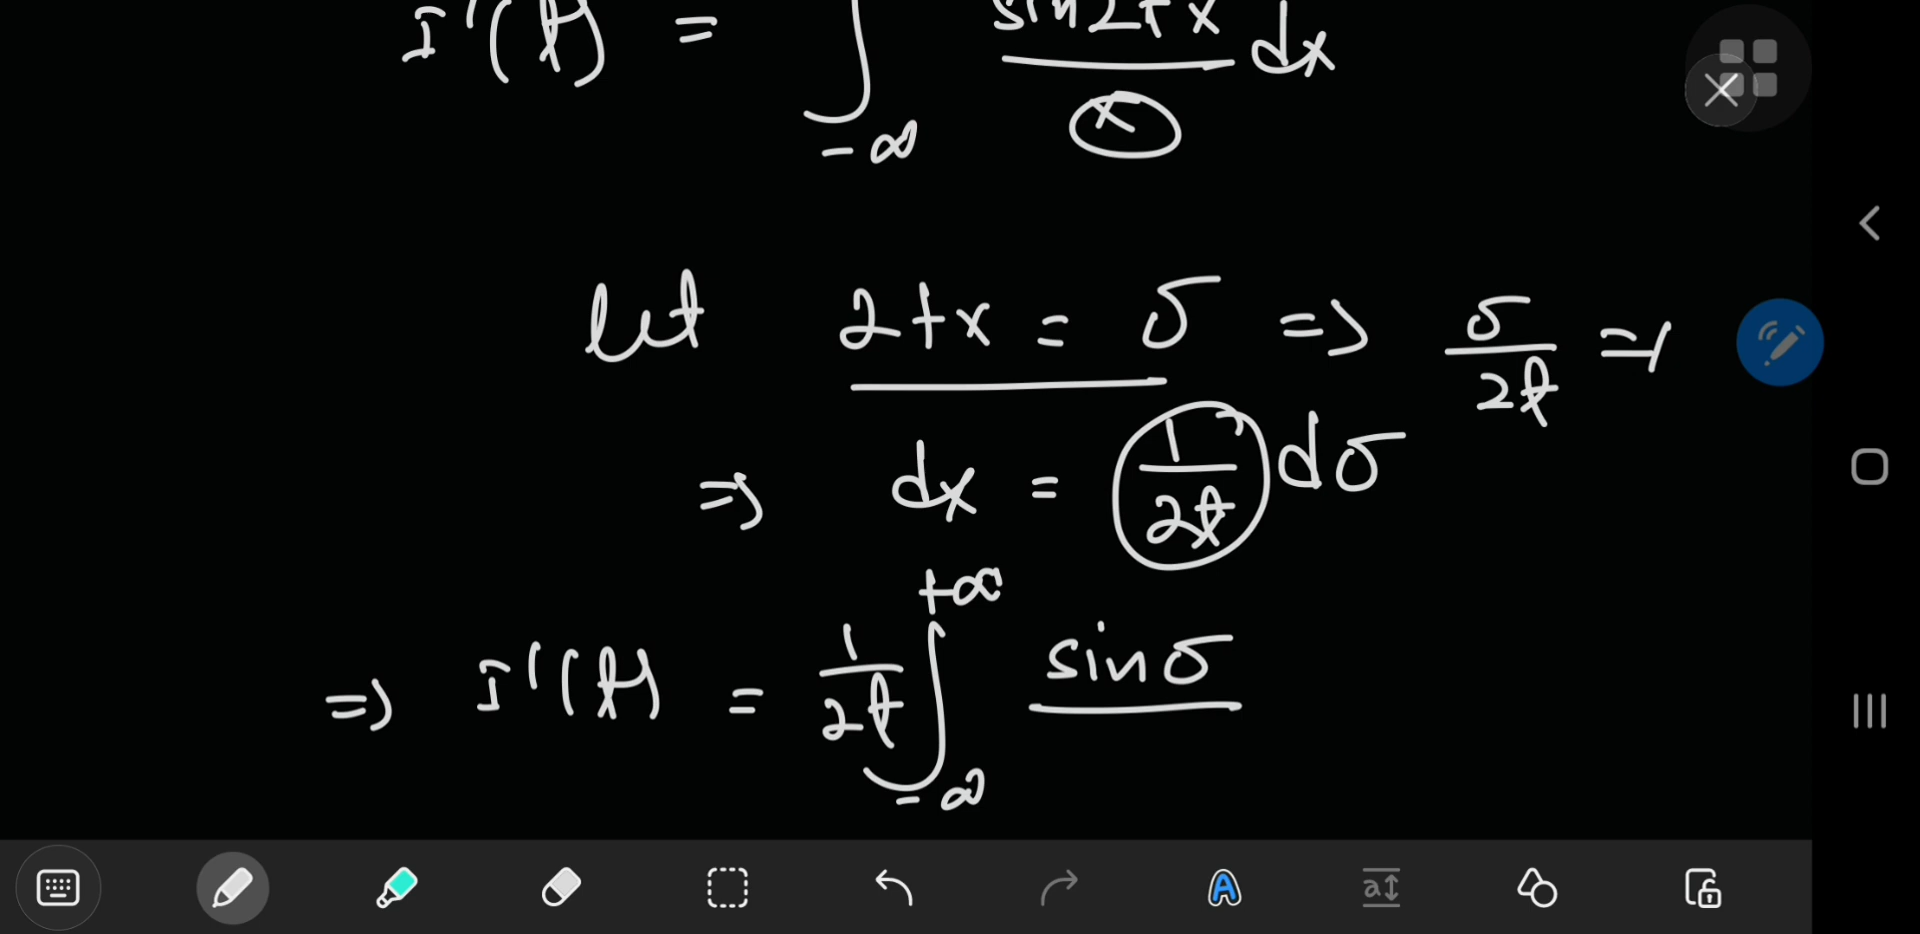 I'(t) = ∫_{-∞} sin2tx/x dx
let 2tx = σ => σ/2t =
=> dx = 1/2t dσ
=> I'(t) = 1/2t ∫_{-∞}^{+∞} sinσ
A
a